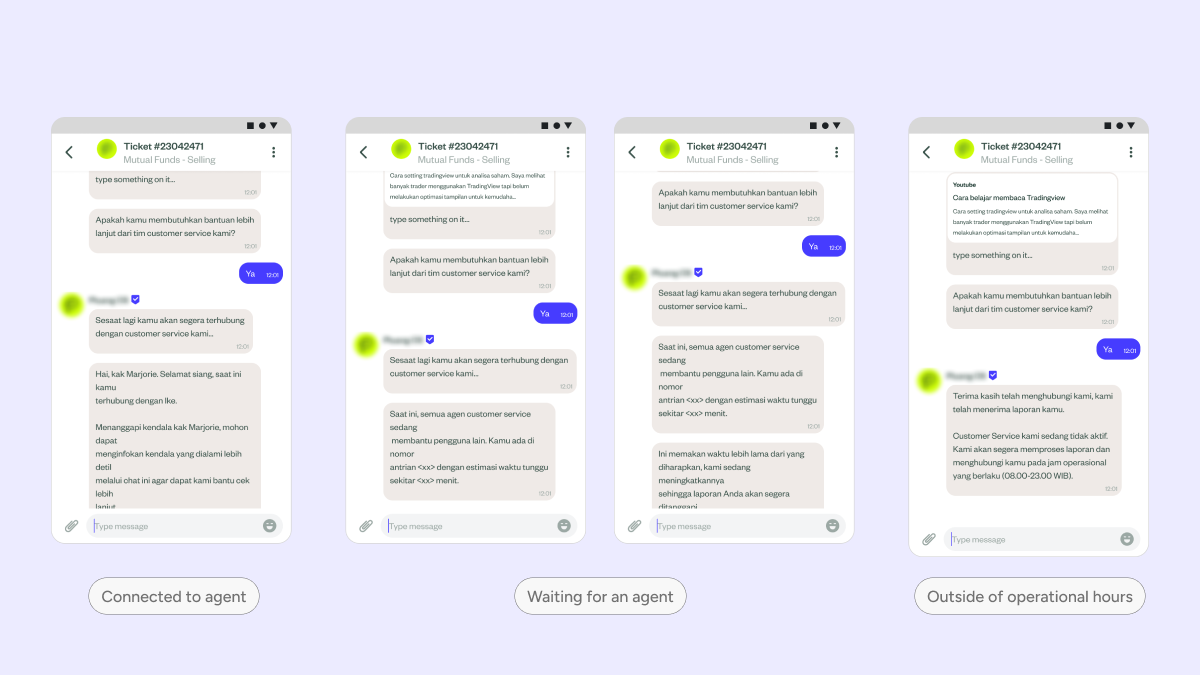 Ticket #23042471
Mutual Funds - Selling
type something on it...
12:01
Apakah kamu membutuhkan bantuan lebih
lanjut dari tim customer service kami?
12:01
Ya 12:01
Sesaat lagi kamu akan segera terhubung
dengan customer service kami...
12:01
Hai, kak Marjorie. Selamat siang, saat ini
kamu
terhubung dengan Ike.
Menanggapi kendala kak Marjorie, mohon
dapat
menginfokan kendala yang dialami lebih
detil
melalui chat ini agar dapat kami bantu cek
lebih
lanjut
Type message
Connected to agent
Ticket #23042471
Mutual Funds - Selling
Cara setting tradingview untuk analisa saham. Saya melihat
banyak trader menggunakan TradingView tapi belum
melakukan optimasi tampilan untuk kemudaha...
type something on it...
12:01
Apakah kamu membutuhkan bantuan lebih
lanjut dari tim customer service kami?
12:01
Ya 12:01
Sesaat lagi kamu akan segera terhubung dengan
customer service kami...
12:01
Saat ini, semua agen customer service
sedang
membantu pengguna lain. Kamu ada di
nomor
antrian <xx> dengan estimasi waktu tunggu
sekitar <xx> menit.
12:01
Type message
Ticket #23042471
Mutual Funds - Selling
Apakah kamu membutuhkan bantuan lebih
lanjut dari tim customer service kami?
12:01
Ya 12:01
Sesaat lagi kamu akan segera terhubung dengan
customer service kami...
12:01
Saat ini, semua agen customer service
sedang
membantu pengguna lain. Kamu ada di
nomor
antrian <xx> dengan estimasi waktu tunggu
sekitar <xx> menit.
12:01
Ini memakan waktu lebih lama dari yang
diharapkan, kami sedang
meningkatkannya
sehingga laporan Anda akan segera
ditanggapi
Type message
Waiting for an agent
Ticket #23042471
Mutual Funds - Selling
Youtube
Cara belajar membaca Tradingview
Cara setting tradingview untuk analisa saham. Saya melihat
banyak trader menggunakan TradingView tapi belum
melakukan optimasi tampilan untuk kemudaha...
type something on it...
12:01
Apakah kamu membutuhkan bantuan lebih
lanjut dari tim customer service kami?
12:01
Ya 12:01
Terima kasih telah menghubungi kami, kami
telah menerima laporan kamu.
Customer Service kami sedang tidak aktif.
Kami akan segera memproses laporan dan
menghubungi kamu pada jam operasional
yang berlaku (08.00-23.00 WIB).
12:01
Type message
Outside of operational hours